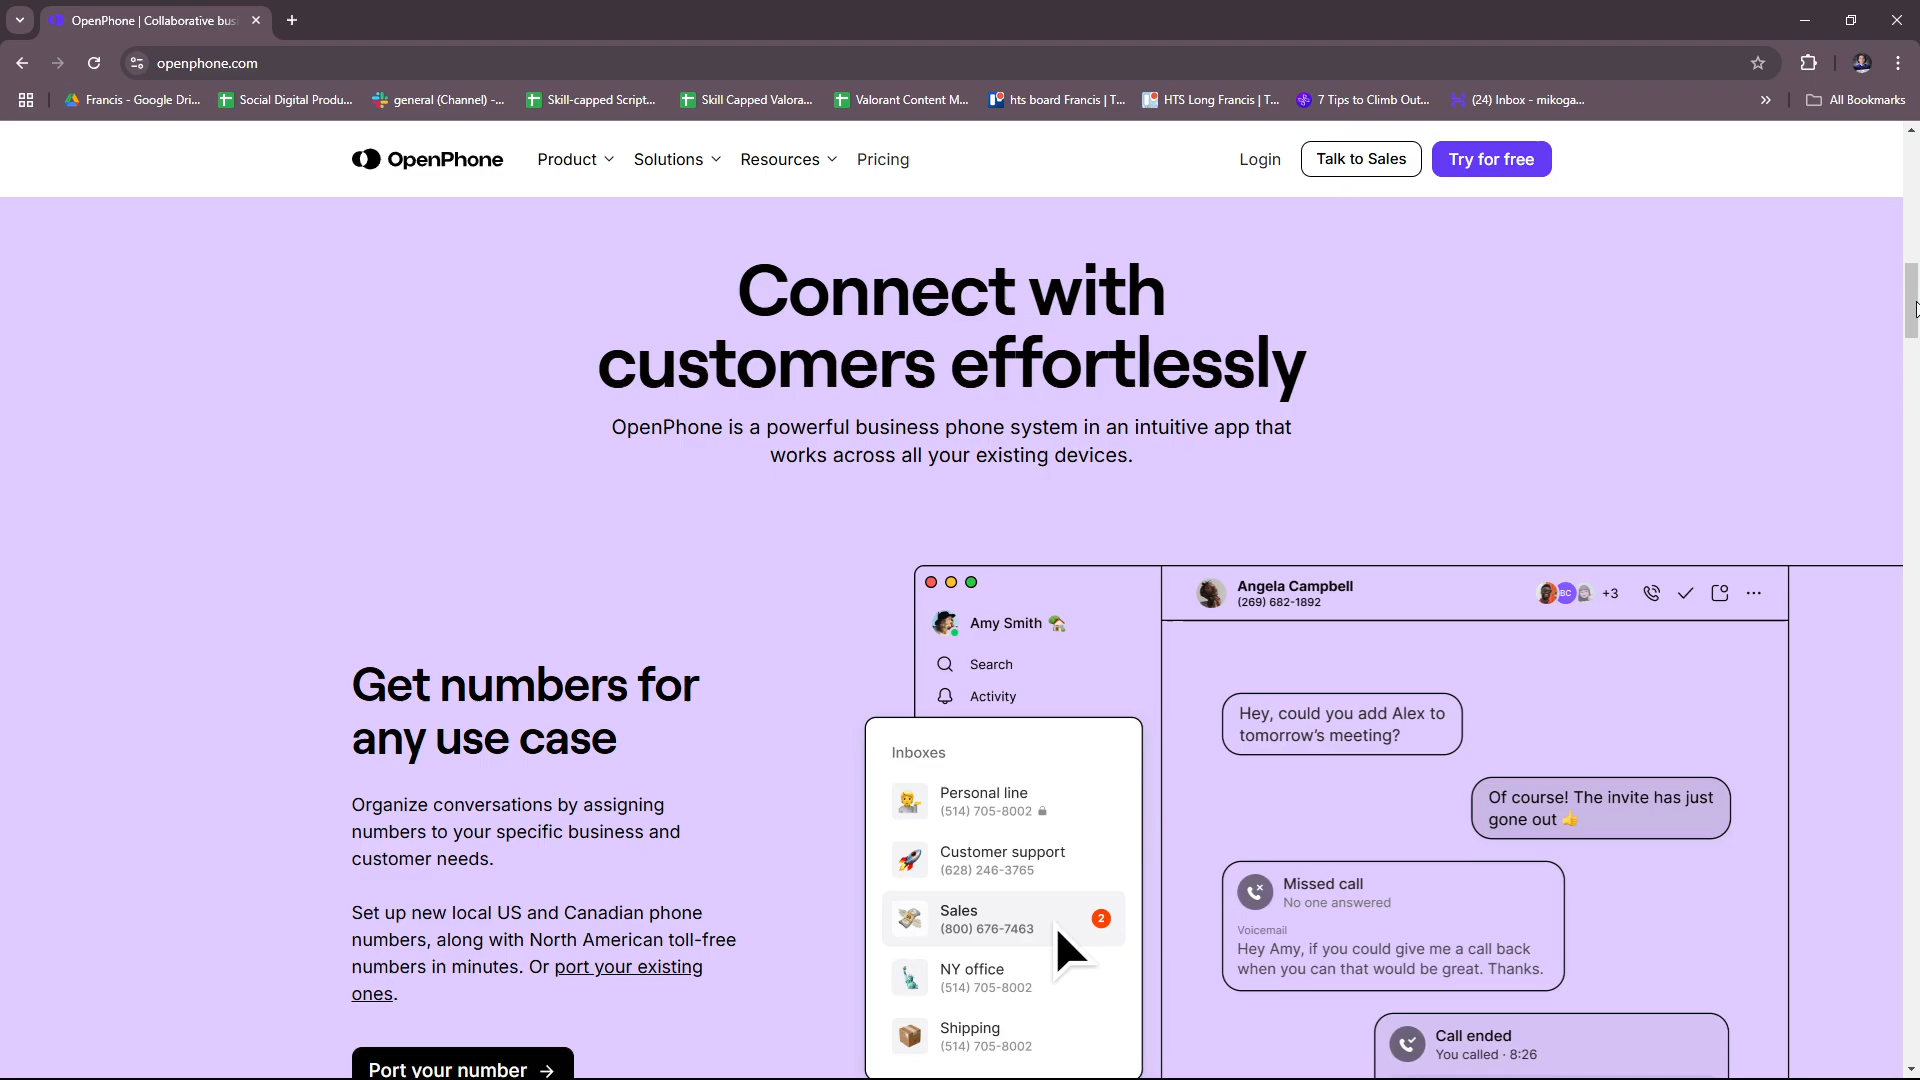 OpenPhone | Collaborative bus
openphone.com
Francis - Google Dri...
Social Digital Produ...
general (Channel) -...
Skill-capped Script...
Skill Capped Valora...
Valorant Content M...
hts board Francis | T...
HTS Long Francis | T...
7 Tips to Climb Out...
(24) Inbox - mikoga...
All Bookmarks
OpenPhone
Product
Solutions
Resources
Pricing
Login
Talk to Sales
Try for free
Connect with
customers effortlessly
OpenPhone is a powerful business phone system in an intuitive app that
works across all your existing devices.
Get numbers for
any use case
Organize conversations by assigning
numbers to your specific business and
customer needs.
Set up new local US and Canadian phone
numbers, along with North American toll-free
numbers in minutes. Or port your existing
ones.
Port your number →
Amy Smith
Search
Activity
Inboxes
Personal line
(514) 705-8002
Customer support
(628) 246-3765
Sales
(800) 676-7463
2
NY office
(514) 705-8002
Shipping
(514) 705-8002
Angela Campbell
(269) 682-1892
BC
+3
Hey, could you add Alex to
tomorrow's meeting?
Of course! The invite has just
gone out 👍
Missed call
No one answered
Voicemail
Hey Amy, if you could give me a call back
when you can that would be great. Thanks.
Call ended
You called · 8:26